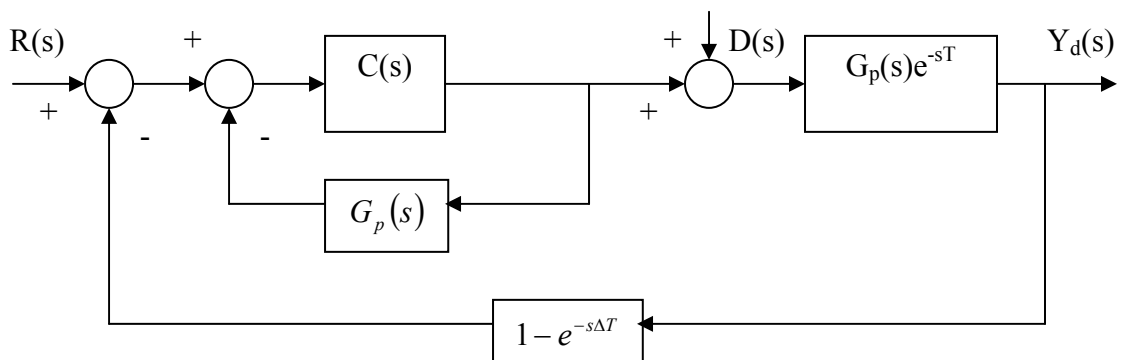 R(s)
+
-
+
-
C(s)
G_p(s)
+
+
D(s)
G_p(s)e^{-sT}
Y_d(s)
1 − e^{−sΔT}